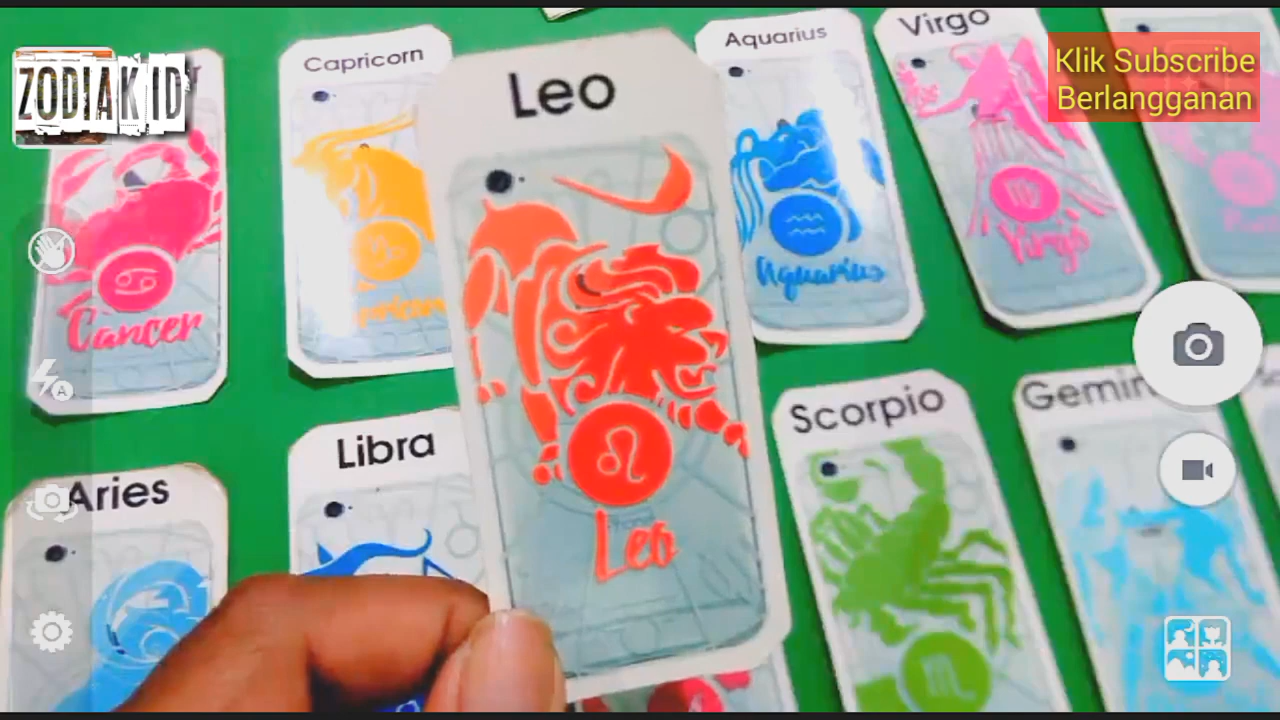 ZODIAK ID
Klik Subscribe
Berlangganan
Capricorn
Leo
Aquarius
Aquarius
Virgo
Virgo
Cancer
Leo
Aries
Libra
Scorpio